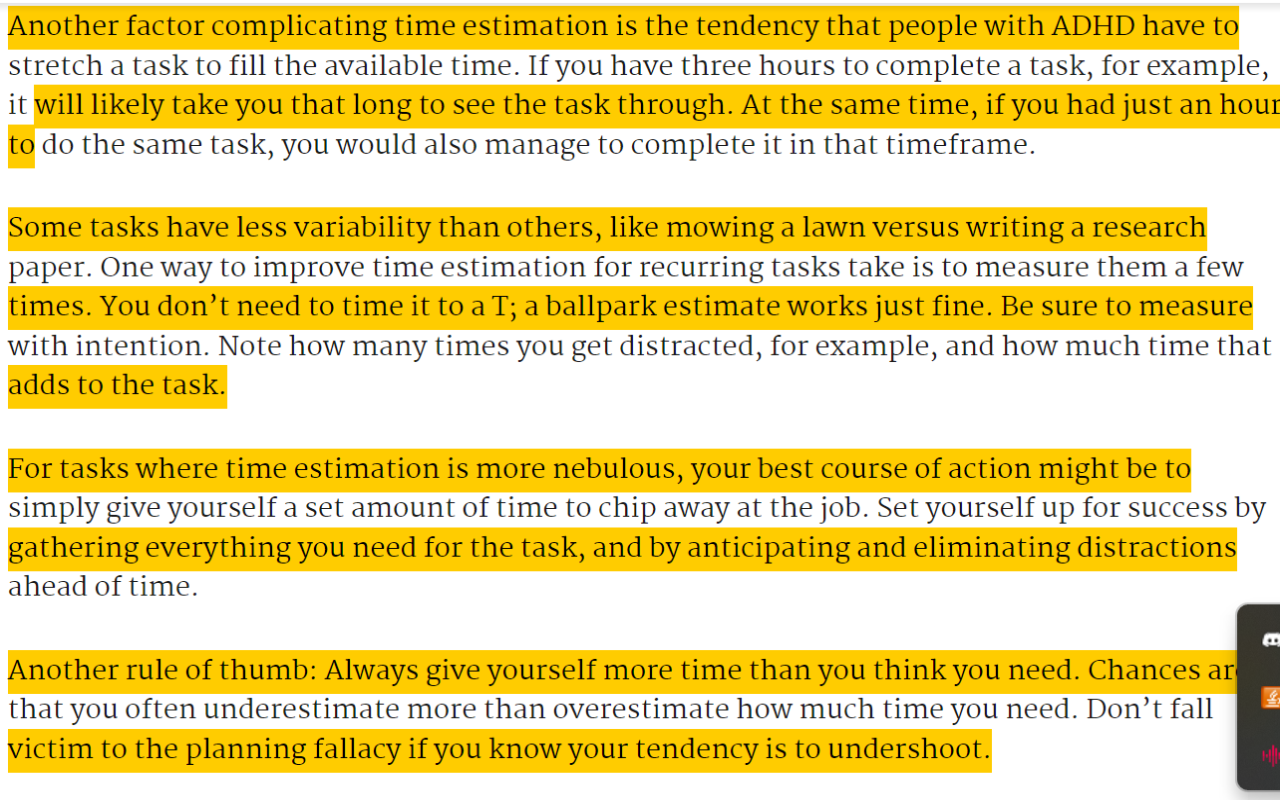 Another factor complicating time estimation is the tendency that people with ADHD have to
stretch a task to fill the available time. If you have three hours to complete a task, for example,
it will likely take you that long to see the task through. At the same time, if you had just an hour
to do the same task, you would also manage to complete it in that timeframe.
Some tasks have less variability than others, like mowing a lawn versus writing a research
paper. One way to improve time estimation for recurring tasks take is to measure them a few
times. You don’t need to time it to a T; a ballpark estimate works just fine. Be sure to measure
with intention. Note how many times you get distracted, for example, and how much time that
adds to the task.
For tasks where time estimation is more nebulous, your best course of action might be to
simply give yourself a set amount of time to chip away at the job. Set yourself up for success by
gathering everything you need for the task, and by anticipating and eliminating distractions
ahead of time.
Another rule of thumb: Always give yourself more time than you think you need. Chances are
that you often underestimate more than overestimate how much time you need. Don’t fall
victim to the planning fallacy if you know your tendency is to undershoot.